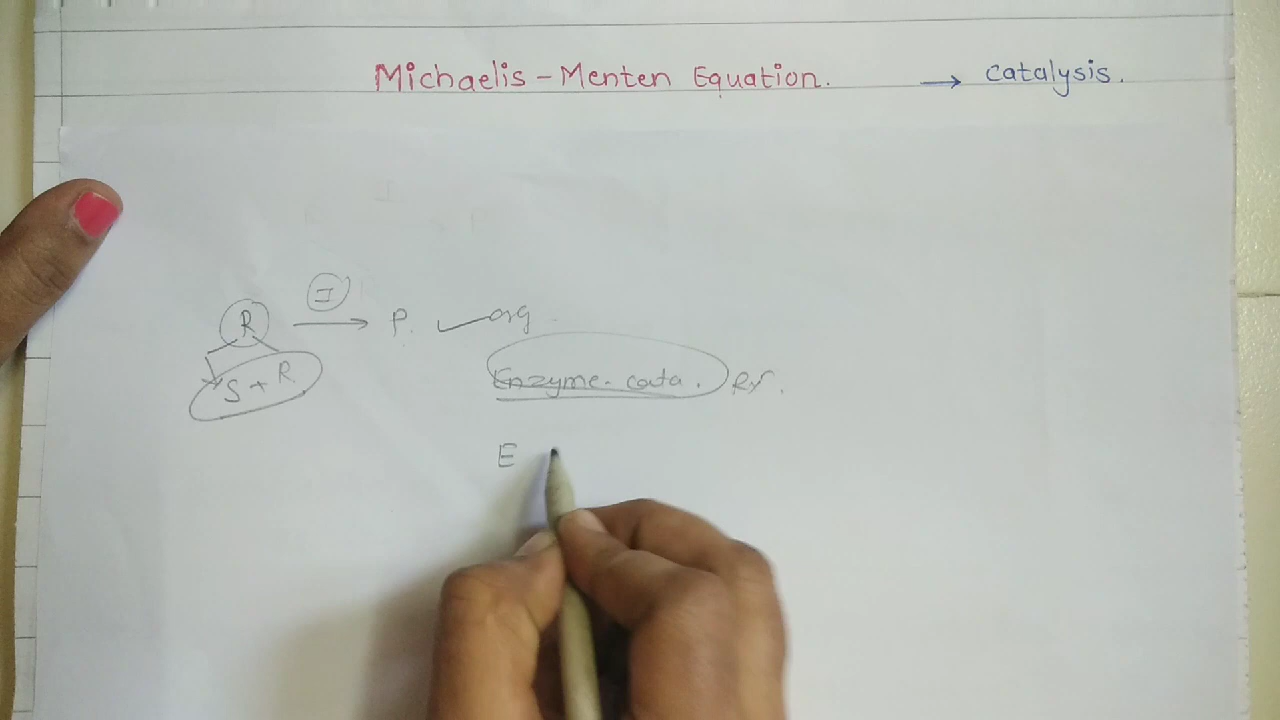 Michaelis-Menten Equation. → catalysis.
I
R → P. org
S + R
Enzyme-cata. Rx.
E